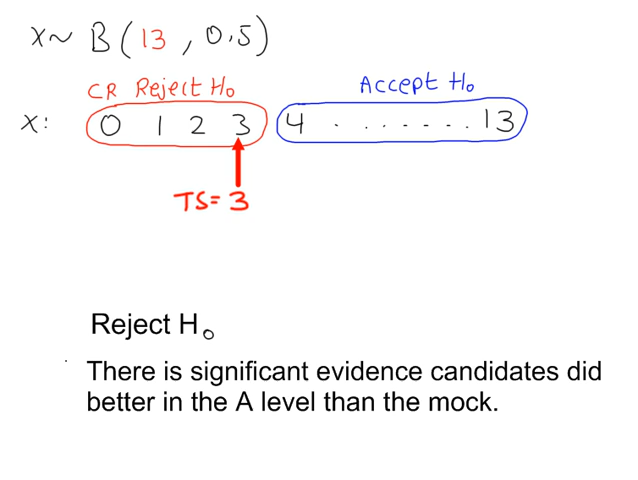 X~ B(13, 0.5)
CR Reject H₀ Accept H₀
X: 0 1 2 3 4 . . . . . . . . 13
TS= 3
Reject H₀
There is significant evidence candidates did
better in the A level than the mock.